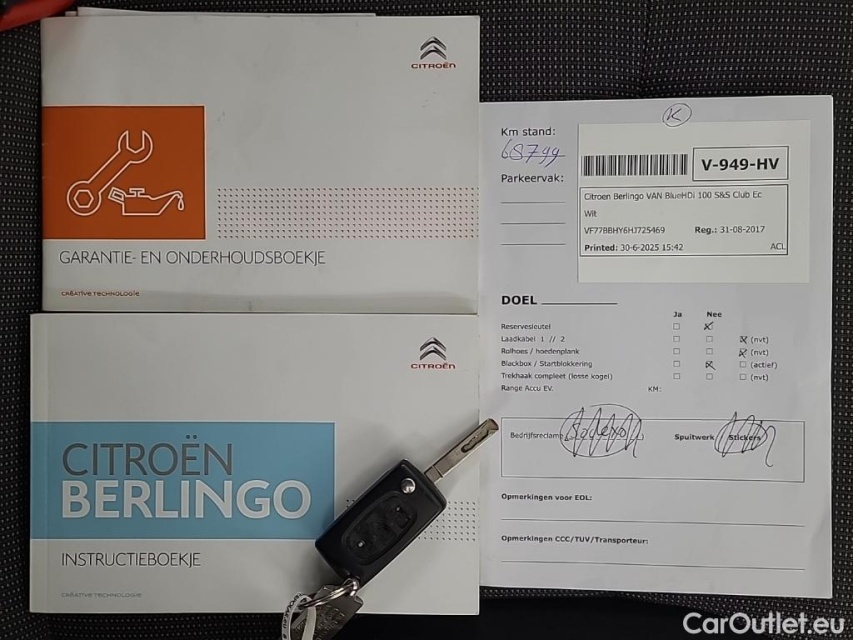 CITROËN
GARANTIE- EN ONDERHOUDSBOEKJE
CRÉATIVE TECHNOLOGIE
CITROËN
CITROËN
BERLINGO
INSTRUCTIEBOEKJE
CRÉATIVE TECHNOLOGIE
K
Km stand:
68799
Parkeervak:
V-949-HV
Citroen Berlingo VAN BlueHDi 100 S&S Club Ec
Wit
VF77BBHY6HJ725469 Reg.: 31-08-2017
Printed: 30-6-2025 15:42 ACL
DOEL
Ja Nee
Reservesleutel
Laadkabel 1 // 2 (nvt)
Rolhoes / hoedenplank (nvt)
Blackbox / Startblokkering (actief)
Trekhaak compleet (losse kogel) (nvt)
Range Accu EV. KM:
Bedrijfsreclame Spuitwerk Stickers
Opmerkingen voor EOL:
Opmerkingen CCC/TUV/Transporteur:
CarOutlet.eu